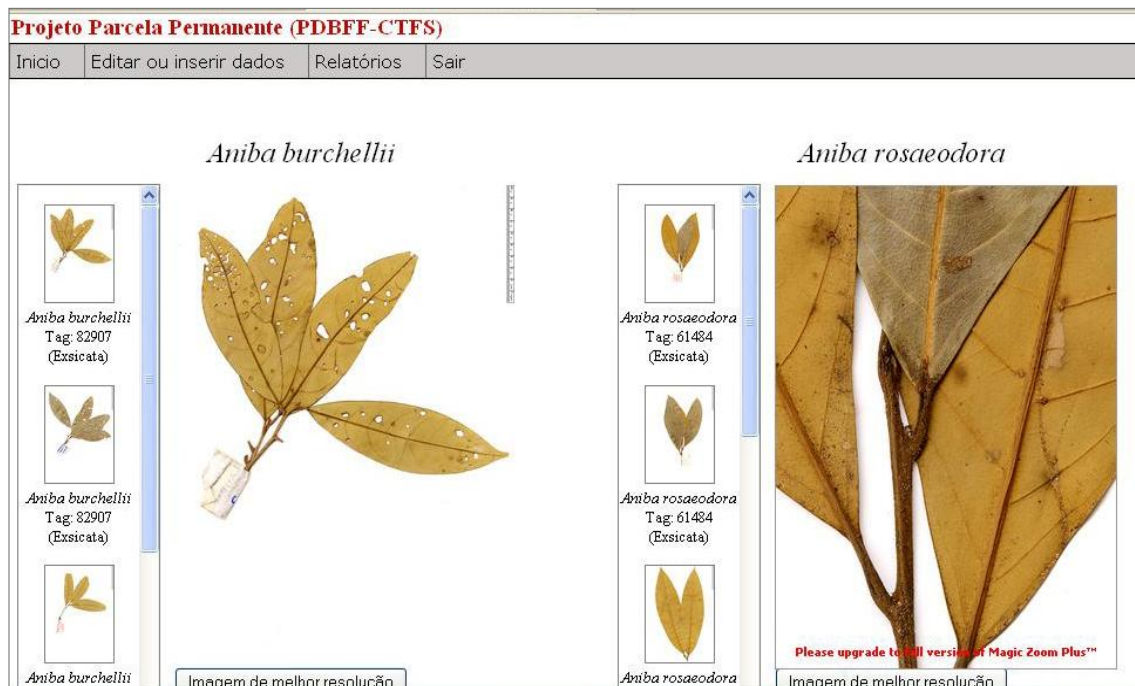 Projeto Parcela Permanente (PDBFF-CTFS)
Inicio Editar ou inserir dados Relatórios Sair
Aniba burchellii
Aniba burchellii
Tag: 82907
(Exsicata)
Aniba burchellii
Tag: 82907
(Exsicata)
Aniba burchellii
Imagem de melhor resolução
Aniba rosaeodora
Aniba rosaeodora
Tag: 61484
(Exsicata)
Aniba rosaeodora
Tag: 61484
(Exsicata)
Aniba rosaeodora
Please upgrade to full version of Magic Zoom Plus™
Imagem de melhor resolução